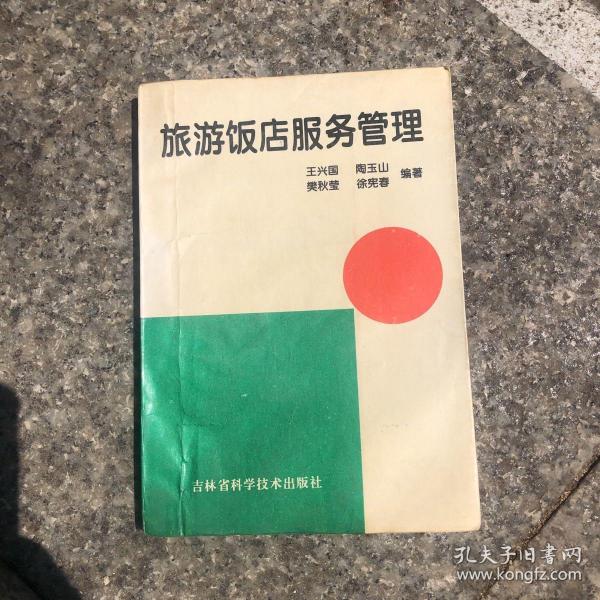 旅游饭店服务管理
王兴国 陶玉山
樊秋莹 徐宪春 编著
吉林省科学技术出版社
孔夫子旧书网
www.kongfz.com